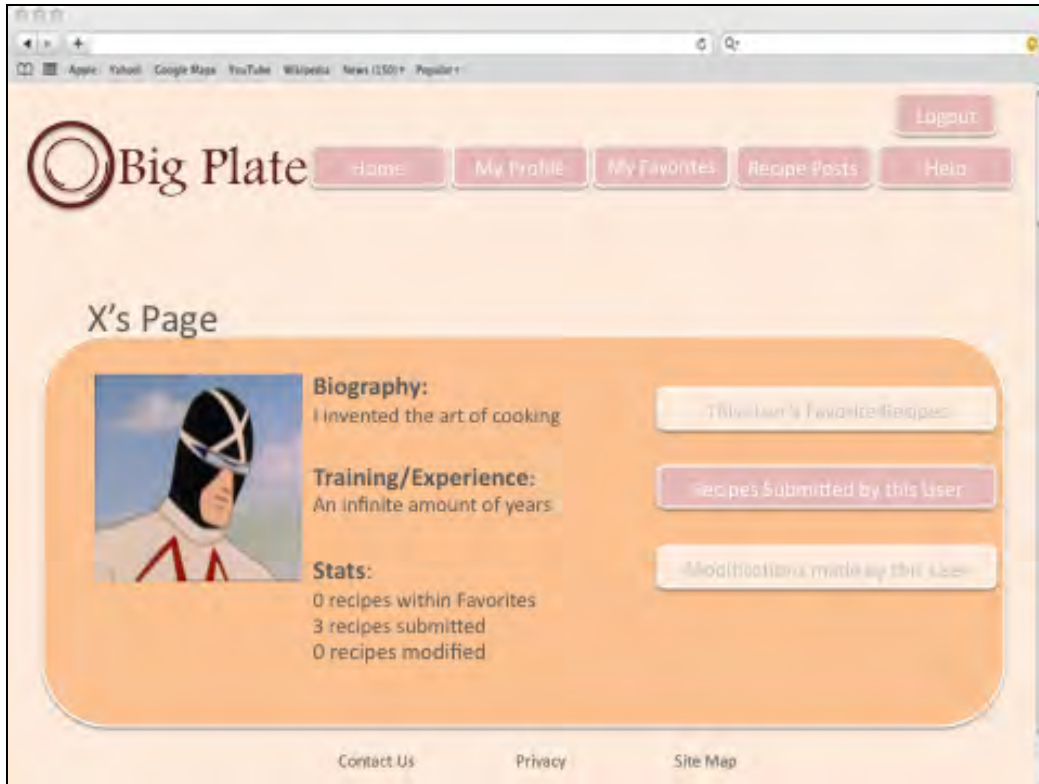 Apple Yahoo! Google Maps YouTube Wikipedia News (150) Popular
Logout
Big Plate
Home My Profile My Favorites Recipe Posts Help
X's Page
Biography:
I invented the art of cooking
Training/Experience:
An infinite amount of years
Stats:
0 recipes within Favorites
3 recipes submitted
0 recipes modified
This User's Favorite Recipes
Recipes Submitted by this User
Modifications made by this User
Contact Us Privacy Site Map